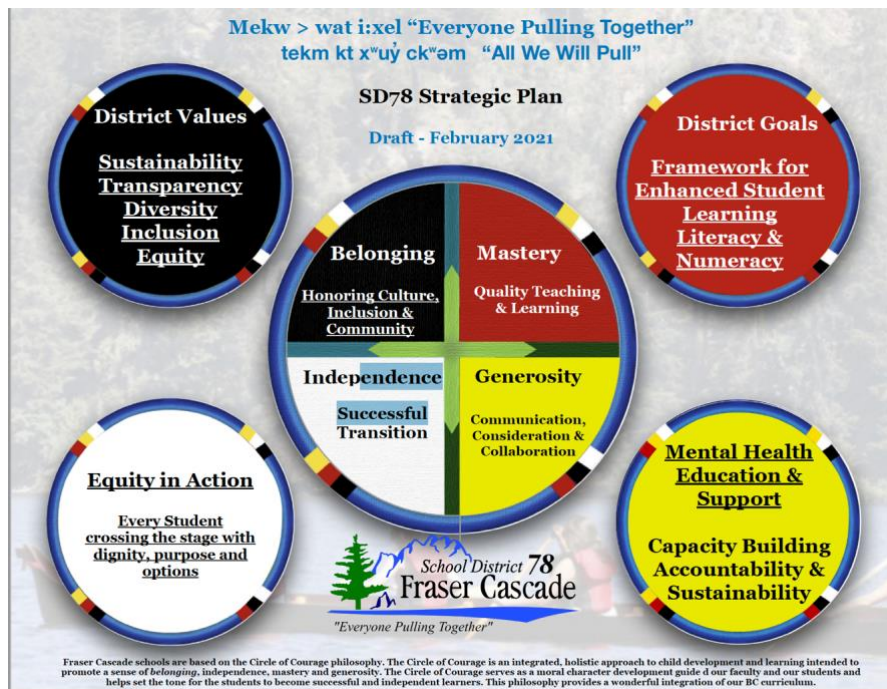 Mekw > wat i:xel “Everyone Pulling Together”
tekm kt xʷuy̓ ckʷəm “All We Will Pull”
SD78 Strategic Plan
Draft - February 2021
District Values
Sustainability
Transparency
Diversity
Inclusion
Equity
District Goals
Framework for
Enhanced Student
Learning
Literacy &
Numeracy
Belonging
Honoring Culture,
Inclusion &
Community
Mastery
Quality Teaching
& Learning
Independence
Successful
Transition
Generosity
Communication,
Consideration &
Collaboration
Equity in Action
Every Student
crossing the stage with
dignity, purpose and
options
Mental Health
Education &
Support
Capacity Building
Accountability &
Sustainability
School District 78
Fraser Cascade
"Everyone Pulling Together"
Fraser Cascade schools are based on the Circle of Courage philosophy. The Circle of Courage is an integrated, holistic approach to child development and learning intended to
promote a sense of belonging, independence, mastery and generosity. The Circle of Courage serves as a moral character development guide d our faculty and our students and
helps set the tone for the students to become successful and independent learners. This philosophy provides a wonderful integration of our BC curriculum.